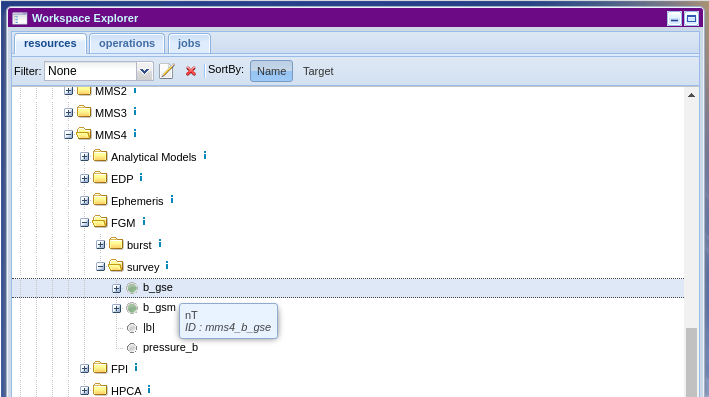 Workspace Explorer
resources operations jobs
Filter: None SortBy: Name Target
MMS2 i
MMS3 i
MMS4 i
Analytical Models i
EDP i
Ephemeris i
FGM i
burst i
survey i
b_gse
b_gsm
nT
ID : mms4_b_gse
|b|
pressure_b
FPI i
HPCA i